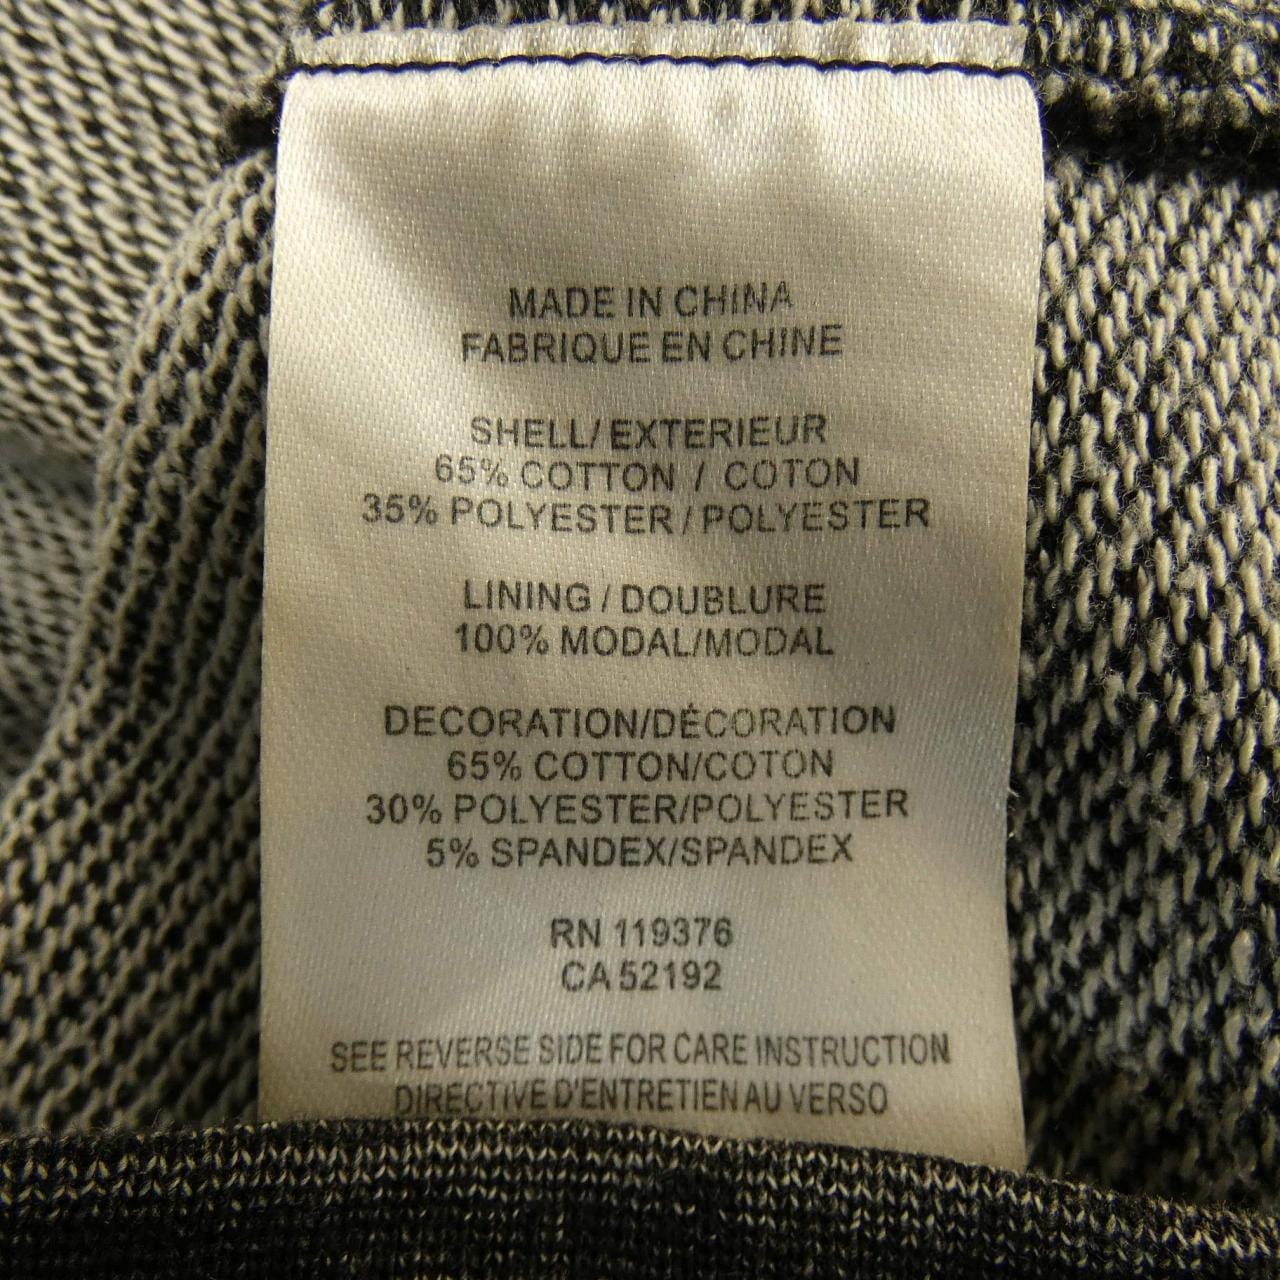 MADE IN CHINA
FABRIQUE EN CHINE
SHELL/ EXTERIEUR
65% COTTON / COTON
35% POLYESTER / POLYESTER
LINING / DOUBLURE
100% MODAL/MODAL
DECORATION/DÉCORATION
65% COTTON/COTON
30% POLYESTER/POLYESTER
5% SPANDEX/SPANDEX
RN 119376
CA 52192
SEE REVERSE SIDE FOR CARE INSTRUCTION
DIRECTIVE D'ENTRETIEN AU VERSO